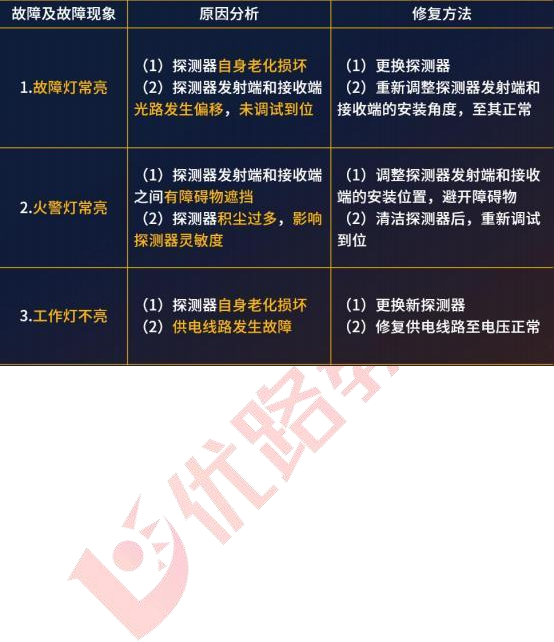 故障及故障现象
原因分析
修复方法
1.故障灯常亮
（1）探测器自身老化损坏
（2）探测器发射端和接收端
光路发生偏移，未调试到位
（1）更换探测器
（2）重新调整探测器发射端和
接收端的安装角度，至其正常
2.火警灯常亮
（1）探测器发射端和接收端
之间有障碍物遮挡
（2）探测器积尘过多，影响
探测器灵敏度
（1）调整探测器发射端和接收
端的安装位置，避开障碍物
（2）清洁探测器后，重新调试
到位
3.工作灯不亮
（1）探测器自身老化损坏
（2）供电线路发生故障
（1）更换新探测器
（2）修复供电线路至电压正常
优路